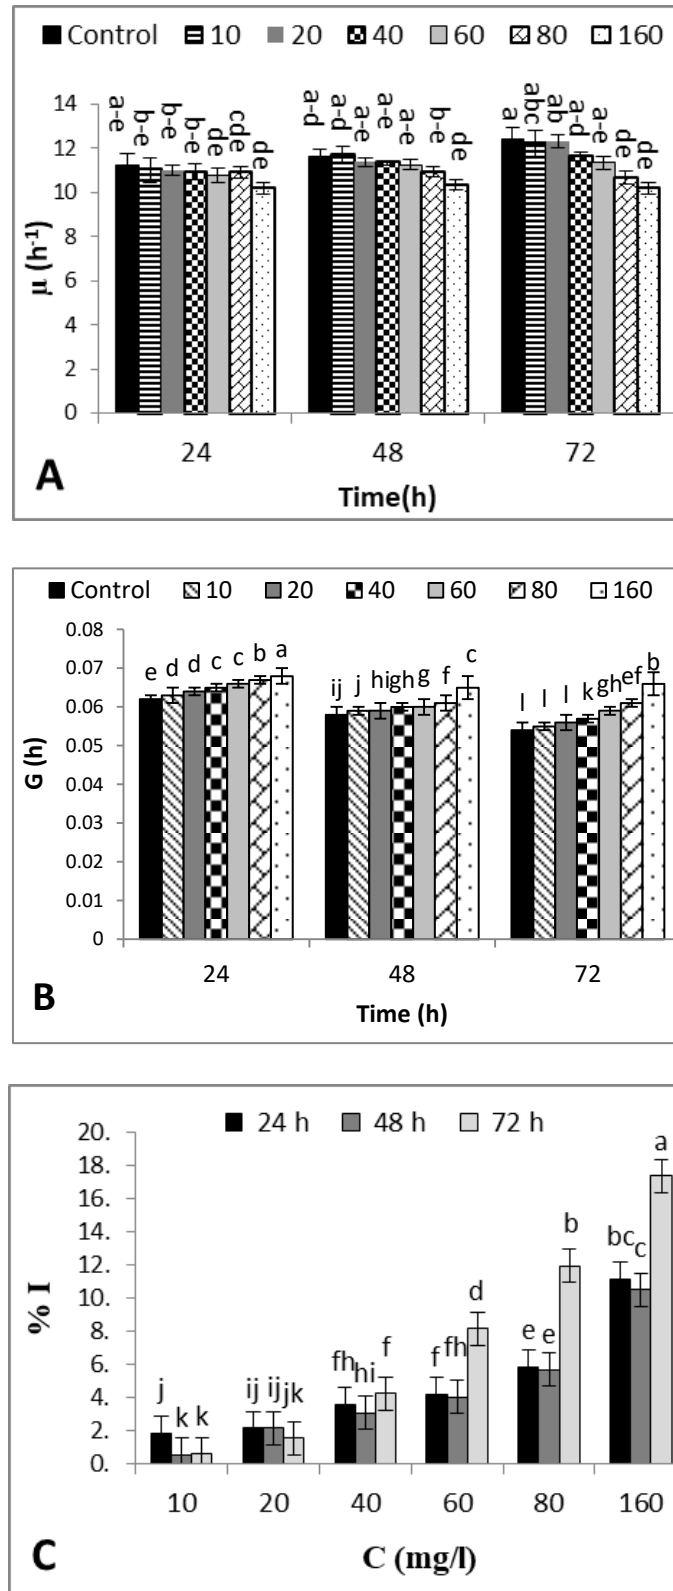 Control 10 20 40 60 80 160
a-e b-e b-e b-e de cde de
a-d a-d a-e a-e a-e b-e de
a abc ab a-d a-e de de
14
12
10
8
6
4
2
0
µ (h-1)
24 48 72
A
Time(h)
Control 10 20 40 60 80 160
0.08
0.07
0.06
0.05
0.04
0.03
0.02
0.01
0
G (h)
e d d c c b a
ij j hi gh g f c
l l l k gh ef b
24 48 72
B
Time (h)
24 h 48 h 72 h
20.
18.
16.
14.
12.
10.
8.
6.
4.
2.
0.
% I
j k k
ij ij jk
fh hi f
f fh d
e e b
bc c a
10 20 40 60 80 160
C
C (mg/l)